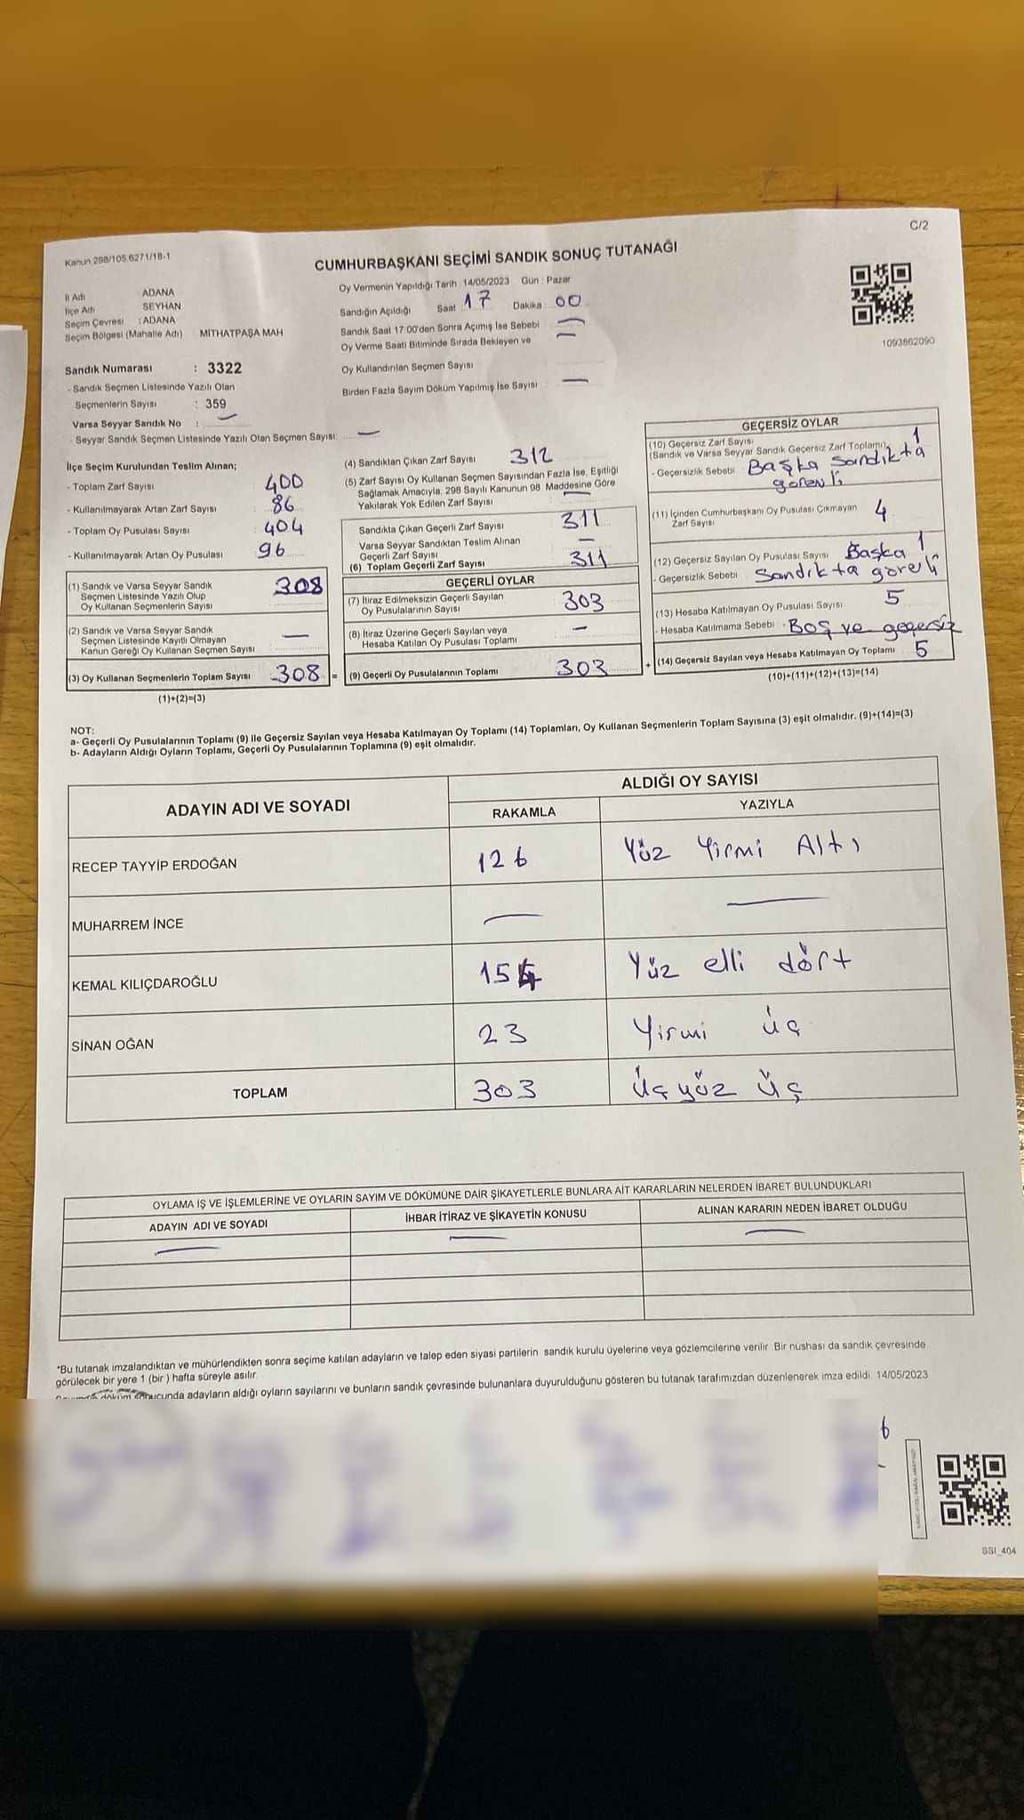 C/2
Kanun 298/105 6271/18-1
CUMHURBAŞKANI SEÇİMİ SANDIK SONUÇ TUTANAĞI
İl Adı ADANA
İlçe Adı SEYHAN
Seçim Çevresi : ADANA
Seçim Bölgesi (Mahalle Adı) MİTHATPAŞA MAH
Oy Vermenin Yapıldığı Tarih 14/05/2023 Gün : Pazar
Sandığın Açıldığı Saat 17 Dakika 00
Sandık Saat 17:00'den Sonra Açımış İse Sebebi —
Oy Verme Saati Bitiminde Sırada Bekleyen ve —
Oy Kullandırılan Seçmen Sayısı
Birden Fazla Sayım Döküm Yapılmış İse Sayısı —
1093662090
Sandık Numarası : 3322
- Sandık Seçmen Listesinde Yazılı Olan
Seçmenlerin Sayısı : 359
Varsa Seyyar Sandık No : —
- Seyyar Sandık Seçmen Listesinde Yazılı Olan Seçmen Sayısı: —
İlçe Seçim Kurulundan Teslim Alınan;
- Toplam Zarf Sayısı 400
- Kullanılmayarak Artan Zarf Sayısı 86
- Toplam Oy Pusulası Sayısı 404
- Kullanılmayarak Artan Oy Pusulası 96
(1) Sandık ve Varsa Seyyar Sandık
Seçmen Listesinde Yazılı Olup
Oy Kullanan Seçmenlerin Sayısı 308
(2) Sandık ve Varsa Seyyar Sandık
Seçmen Listesinde Kayıtlı Olmayan
Kanun Gereği Oy Kullanan Seçmen Sayısı —
(3) Oy Kullanan Seçmenlerin Toplam Sayısı 308 =
(1)+(2)=(3)
(4) Sandıktan Çıkan Zarf Sayısı 312
(5) Zarf Sayısı Oy Kullanan Seçmen Sayısından Fazla İse, Eşitliği
Sağlamak Amacıyla, 298 Sayılı Kanunun 98. Maddesine Göre
Yakılarak Yok Edilen Zarf Sayısı —
Sandıkta Çıkan Geçerli Zarf Sayısı 311
Varsa Seyyar Sandıktan Teslim Alınan
Geçerli Zarf Sayısı —
(6) Toplam Geçerli Zarf Sayısı 311
GEÇERLİ OYLAR
(7) İtiraz Edilmeksizin Geçerli Sayılan
Oy Pusulalarının Sayısı 303
(8) İtiraz Üzerine Geçerli Sayılan veya
Hesaba Katılan Oy Pusulası Toplamı —
(9) Geçerli Oy Pusulalarının Toplamı 303 +
GEÇERSİZ OYLAR
(10) Geçersiz Zarf Sayısı 1
(Sandık ve Varsa Seyyar Sandık Geçersiz Zarf Toplamı)
- Geçersizlik Sebebi Başka Sandıkta
görevli
(11) İçinden Cumhurbaşkanı Oy Pusulası Çıkmayan
Zarf Sayısı 4
(12) Geçersiz Sayılan Oy Pusulası Sayısı Başka 1
- Geçersizlik Sebebi Sandıkta görevli
(13) Hesaba Katılmayan Oy Pusulası Sayısı 5
- Hesaba Katılmama Sebebi Boş ve geçersiz
(14) Geçersiz Sayılan veya Hesaba Katılmayan Oy Toplamı 5
(10)+(11)+(12)+(13)=(14)
NOT:
a- Geçerli Oy Pusulalarının Toplamı (9) ile Geçersiz Sayılan veya Hesaba Katılmayan Oy Toplamı (14) Toplamları, Oy Kullanan Seçmenlerin Toplam Sayısına (3) eşit olmalıdır. (9)+(14)=(3)
b- Adayların Aldığı Oyların Toplamı, Geçerli Oy Pusulalarının Toplamına (9) eşit olmalıdır.
ADAYIN ADI VE SOYADI ALDIĞI OY SAYISI
RAKAMLA YAZIYLA
RECEP TAYYİP ERDOĞAN 126 Yüz Yirmi Altı
MUHARREM İNCE — —
KEMAL KILIÇDAROĞLU 154 Yüz elli dört
SİNAN OĞAN 23 Yirmi üç
TOPLAM 303 üçyüz üç
OYLAMA İŞ VE İŞLEMLERİNE VE OYLARIN SAYIM VE DÖKÜMÜNE DAİR ŞİKAYETLERLE BUNLARA AİT KARARLARIN NELERDEN İBARET BULUNDUKLARI
ADAYIN ADI VE SOYADI İHBAR İTİRAZ VE ŞİKAYETİN KONUSU ALINAN KARARIN NEDEN İBARET OLDUĞU
— — —
*Bu tutanak imzalandıktan ve mühürlendikten sonra seçime katılan adayların ve talep eden siyasi partilerin sandık kurulu üyelerine veya gözlemcilerine verilir. Bir nüshası da sandık çevresinde
görülecek bir yere 1 (bir) hafta süreyle asılır.
adayların aldığı oyların sayılarını ve bunların sandık çevresinde bulunanlara duyurulduğunu gösteren bu tutanak tarafımızdan düzenlenerek imza edildi. 14/05/2023
SSI_404